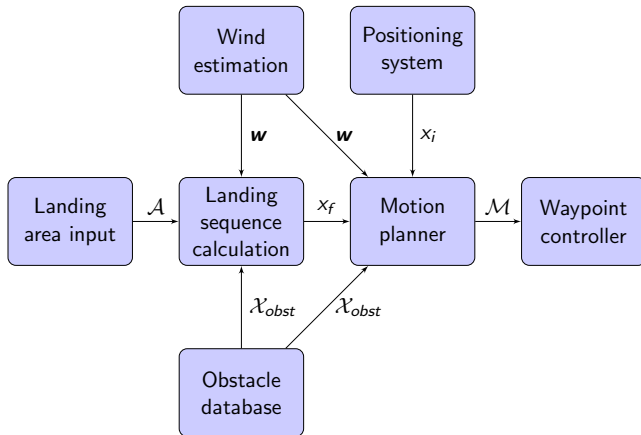 Wind
estimation
Positioning
system
w
w
x_i
Landing
area input
𝒜
Landing
sequence
calculation
x_f
Motion
planner
ℳ
Waypoint
controller
𝒳_obst
𝒳_obst
Obstacle
database